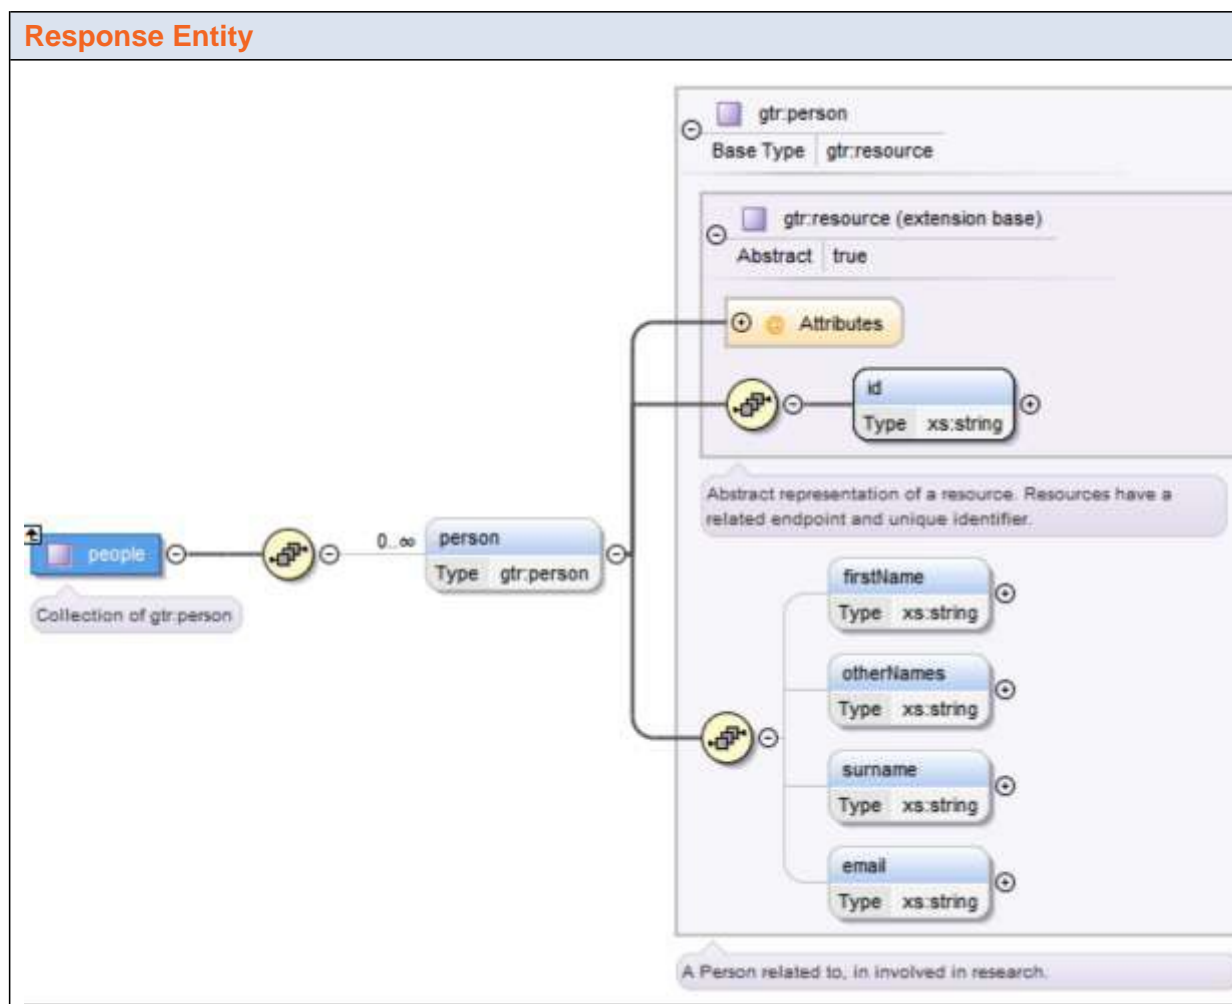 Response Entity
gtr:person
Base Type gtr:resource
gtr:resource (extension base)
Abstract true
@ Attributes
id
Type xs:string
Abstract representation of a resource. Resources have a
related endpoint and unique identifier.
people
0..∞
person
Type gtr:person
Collection of gtr:person
firstName
Type xs:string
otherNames
Type xs:string
surname
Type xs:string
email
Type xs:string
A Person related to, in involved in research.